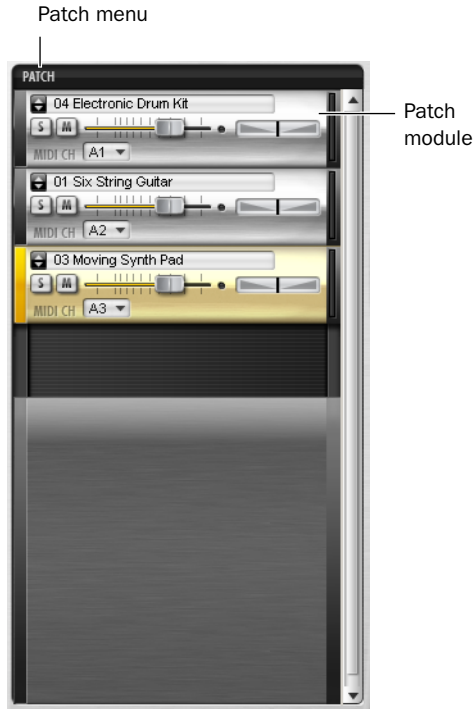 Patch menu
PATCH
04 Electronic Drum Kit
S M
MIDI CH A1
Patch
module
01 Six String Guitar
S M
MIDI CH A2
03 Moving Synth Pad
S M
MIDI CH A3